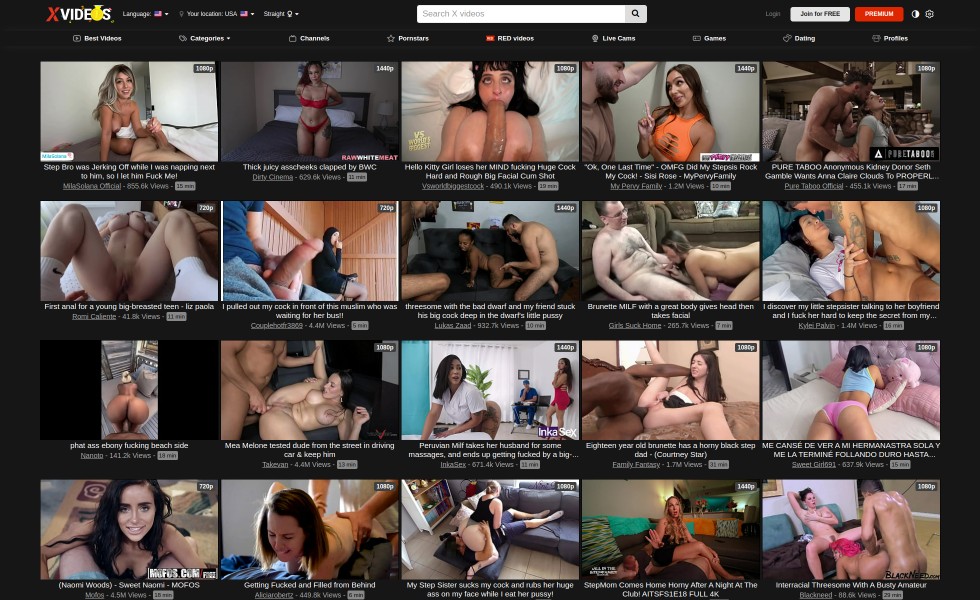 XVIDEOS
Language:
Your location: USA
Straight
Search X videos
Login
Join for FREE
PREMIUM
Best Videos
Categories
Channels
Pornstars
RED videos
Live Cams
Games
Dating
Profiles
1080p
1440p
1080p
1440p
1080p
MilaSolana
RAWWHITEMEAT
PURETABOO
Step Bro was Jerking Off while I was napping next
to him, so I let him Fuck Me!
MilaSolana Official - 855.6k Views - 15 min
Thick juicy asscheeks clapped by BWC
Dirty Cinema - 629.6k Views - 11 min
Hello Kitty Girl loses her MIND fucking Huge Cock
Hard and Rough Big Facial Cum Shot
Vsworldbiggestcock - 490.1k Views - 19 min
"Ok, One Last Time" - OMFG Did My Stepsis Rock
My Cock! - Sisi Rose - MyPervyFamily
My Pervy Family - 1.2M Views - 10 min
PURE TABOO Anonymous Kidney Donor Seth
Gamble Wants Anna Claire Clouds To PROPERL...
Pure Taboo Official - 455.1k Views - 17 min
720p
720p
1440p
1080p
First anal for a young big-breasted teen - liz paola
Romi Caliente - 41.8k Views - 11 min
I pulled out my cock in front of this muslim who was
waiting for her bus!!
Couplehotfr3869 - 4.4M Views - 5 min
threesome with the bad dwarf and my friend stuck
his big cock deep in the dwarf's little pussy
Lukas Zaad - 932.7k Views - 10 min
Brunette MILF with a great body gives head then
takes facial
Girls Suck Home - 265.7k Views - 7 min
I discover my little stepsister talking to her boyfriend
and I fuck her hard to keep the secret from my...
Kylei Palvin - 1.4M Views - 16 min
1080p
1440p
1080p
1080p
InkaSex
phat ass ebony fucking beach side
Nanoto - 141.2k Views - 18 min
Mea Melone tested dude from the street in driving
car & keep him
Takevan - 4.4M Views - 13 min
Peruvian Milf takes her husband for some
massages, and ends up getting fucked by a big-...
InkaSex - 671.4k Views - 11 min
Eighteen year old brunette has a horny black step
dad - (Courtney Star)
Family Fantasy - 1.7M Views - 31 min
ME CANSÉ DE VER A MI HERMANASTRA SOLA Y
ME LA TERMINÉ FOLLANDO DURO HASTA...
Sweet Girl691 - 637.9k Views - 15 min
720p
1080p
1080p
1440p
1080p
MOFOS.COM
BLACKNEED.COM
(Naomi Woods) - Sweet Naomi - MOFOS
Mofos - 4.5M Views - 18 min
Getting Fucked and Filled from Behind
Aliciarobertz - 449.8k Views - 6 min
My Step Sister sucks my cock and rubs her huge
ass on my face while I eat her pussy!
StepMom Comes Home Horny After A Night At The
Club! AITSFS1E18 FULL 4K
Interracial Threesome With A Busty Amateur
Blackneed - 88.6k Views - 29 min